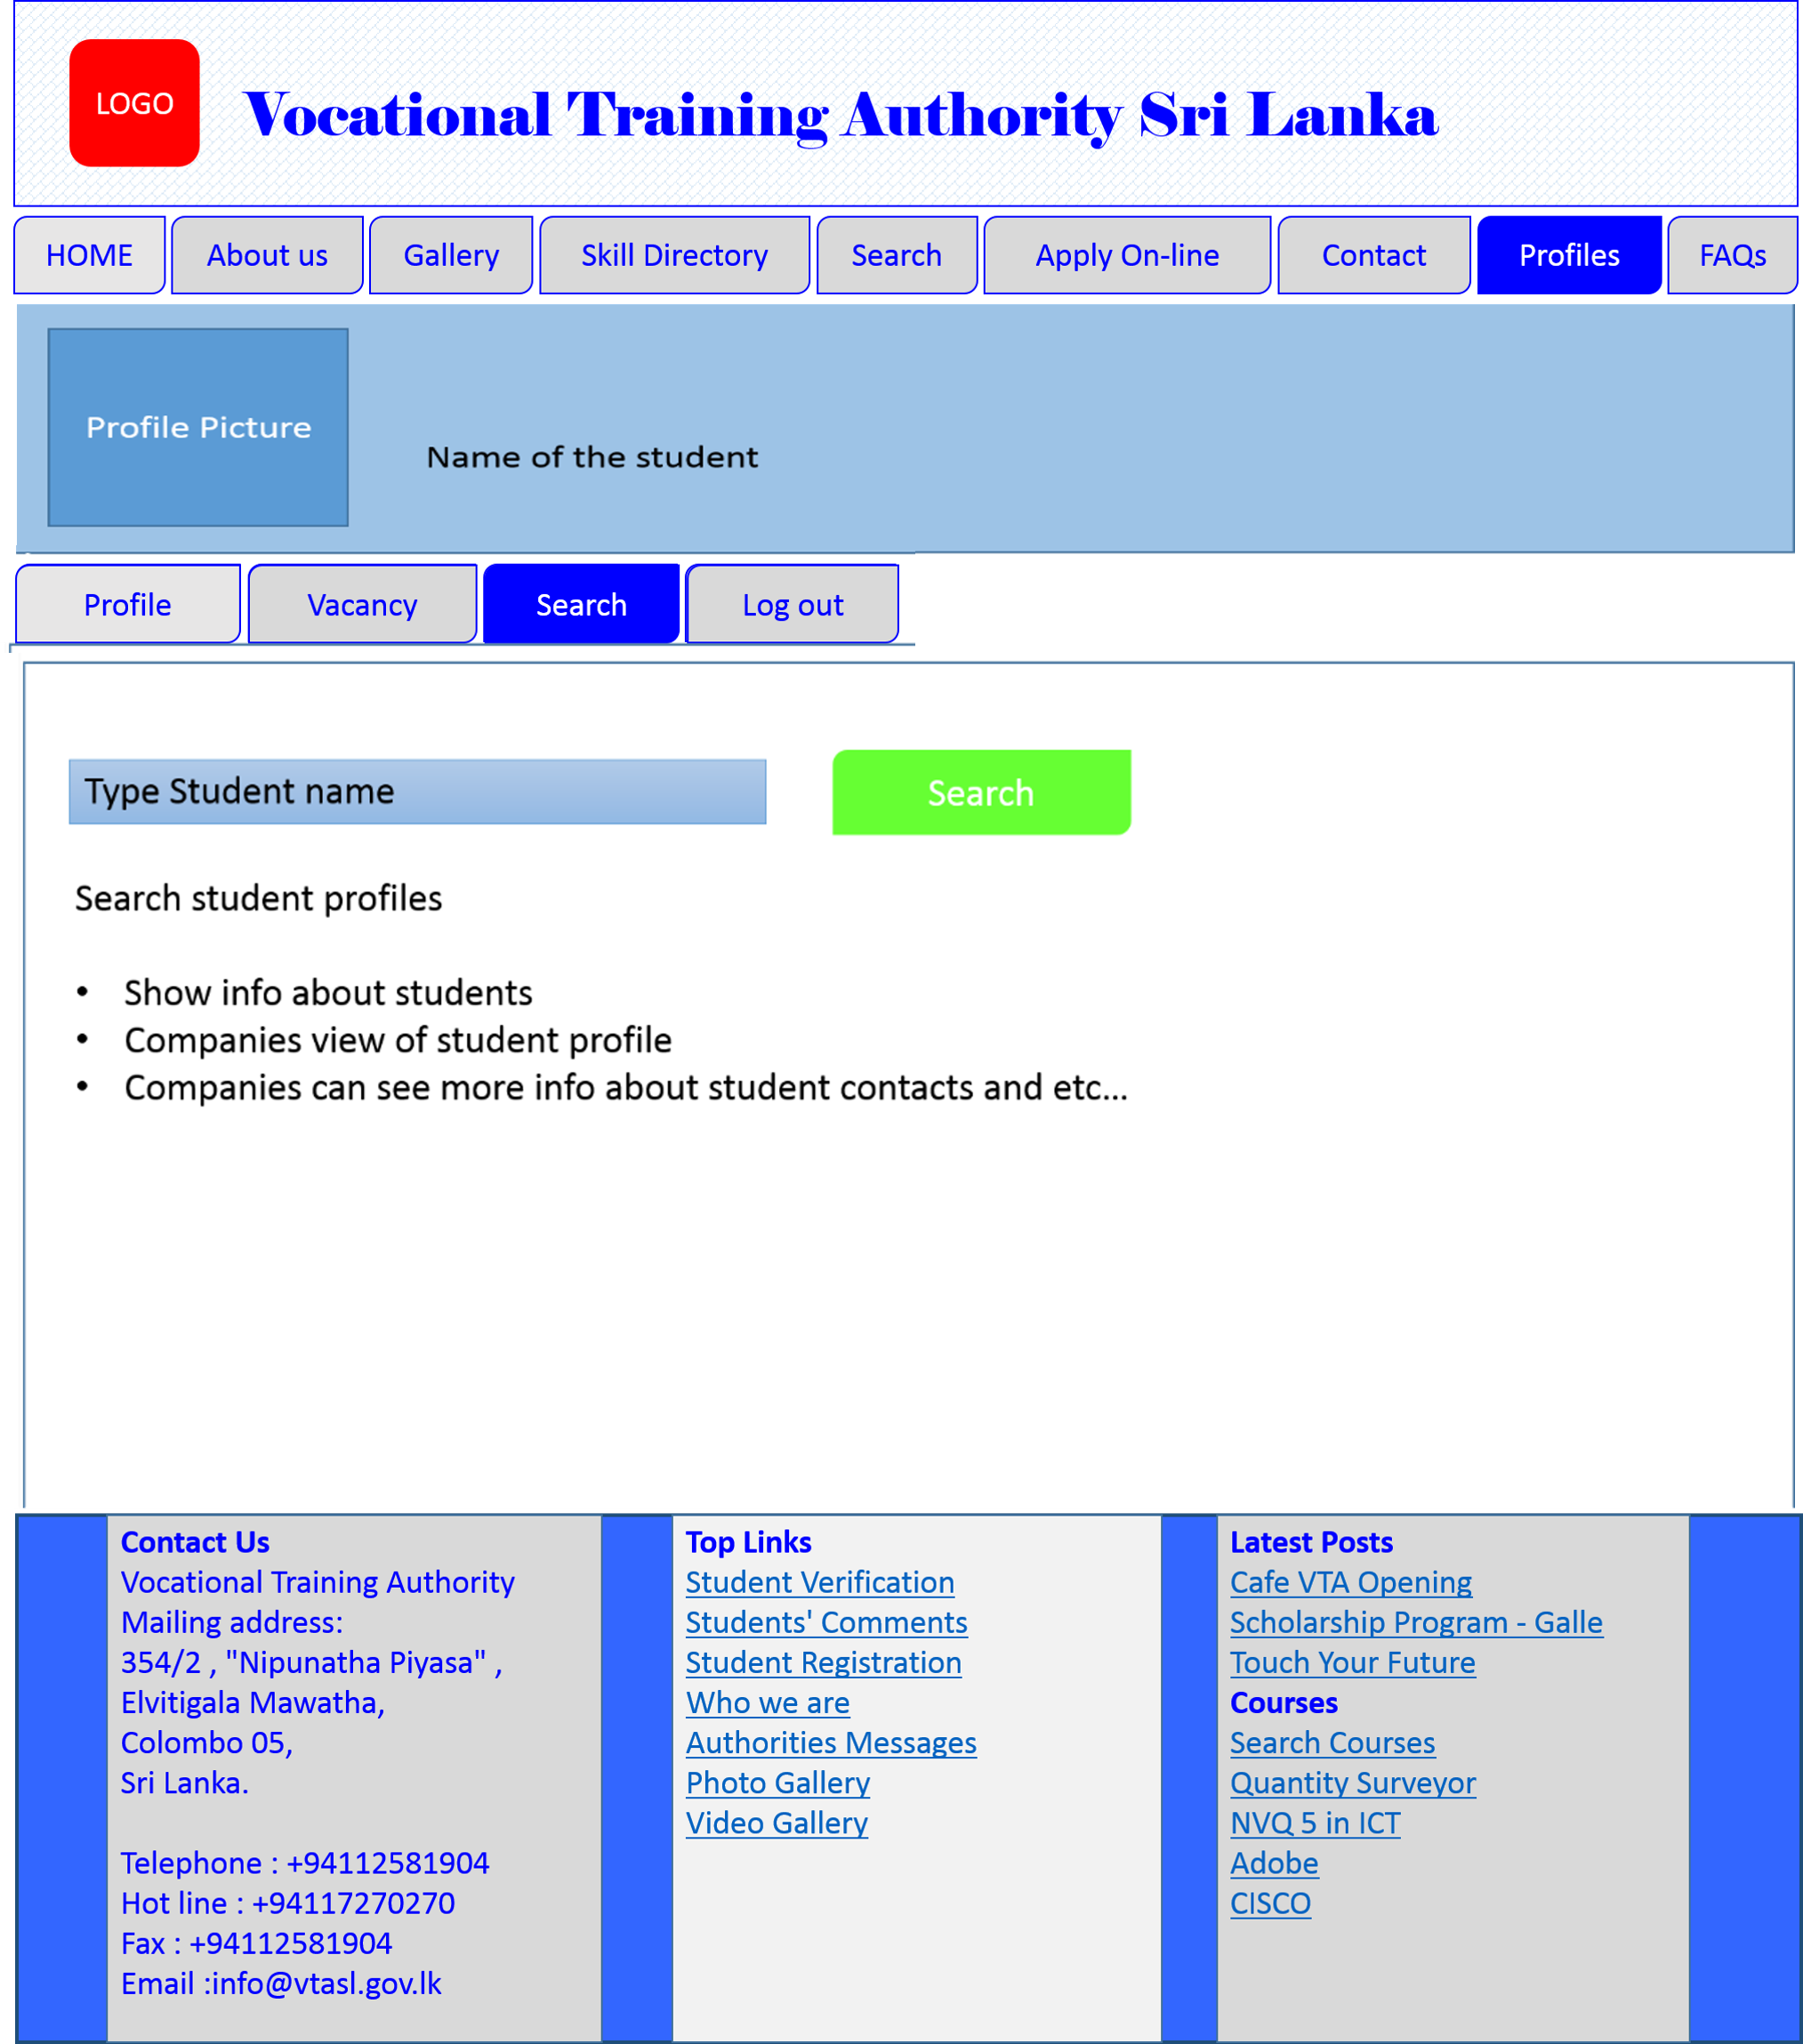 LOGO
Vocational Training Authority Sri Lanka
HOME About us Gallery Skill Directory Search Apply On-line Contact Profiles FAQs
Profile Picture
Name of the student
Profile Vacancy Search Log out
Type Student name Search
Search student profiles
• Show info about students
• Companies view of student profile
• Companies can see more info about student contacts and etc...
Contact Us
Vocational Training Authority
Mailing address:
354/2 , "Nipunatha Piyasa" ,
Elvitigala Mawatha,
Colombo 05,
Sri Lanka.
Telephone : +94112581904
Hot line : +94117270270
Fax : +94112581904
Email :info@vtasl.gov.lk
Top Links
Student Verification
Students' Comments
Student Registration
Who we are
Authorities Messages
Photo Gallery
Video Gallery
Latest Posts
Cafe VTA Opening
Scholarship Program - Galle
Touch Your Future
Courses
Search Courses
Quantity Surveyor
NVQ 5 in ICT
Adobe
CISCO